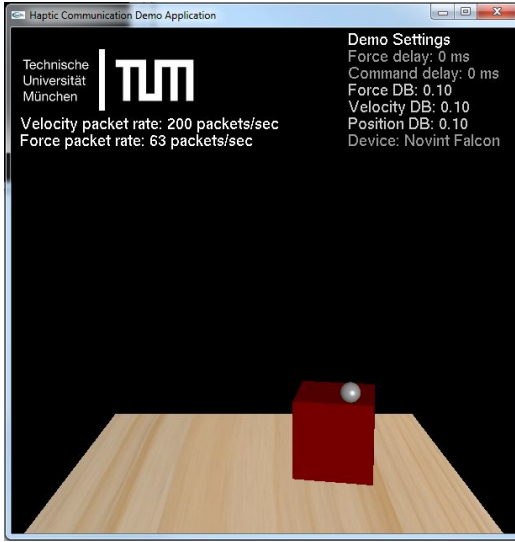 Haptic Communication Demo Application
Technische
Universität
München
TUM
Velocity packet rate: 200 packets/sec
Force packet rate: 63 packets/sec
Demo Settings
Force delay: 0 ms
Command delay: 0 ms
Force DB: 0.10
Velocity DB: 0.10
Position DB: 0.10
Device: Novint Falcon